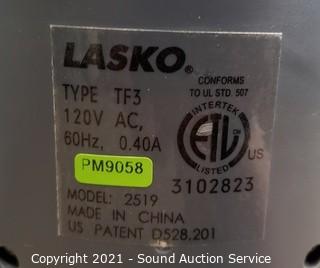 LASKO®
CONFORMS
TO UL STD. 507
TYPE TF3
INTERTEK
120V AC,
60Hz, 0.40A
ETL
CM
US
LISTED
PM9058
3102823
MODEL: 2519
MADE IN CHINA
US PATENT D528,201
Copyright 2021 - Sound Auction Service